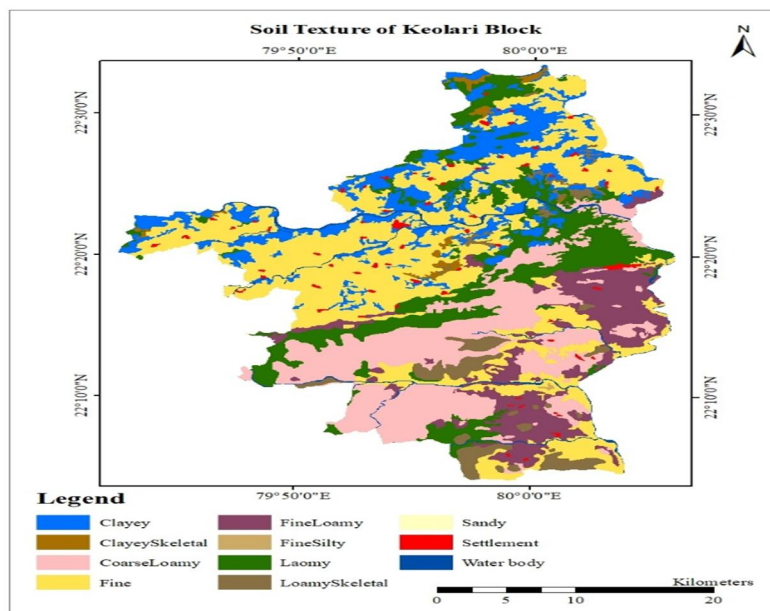 Soil Texture of Keolari Block
N
79°50'0"E 80°0'0"E
22°30'0"N 22°30'0"N
22°20'0"N 22°20'0"N
22°10'0"N 22°10'0"N
79°50'0"E 80°0'0"E
Legend
Clayey FineLoamy Sandy
ClayeySkeletal FineSilty Settlement
CoarseLoamy Laomy Water body
Fine LoamySkeletal
Kilometers
0 5 10 20